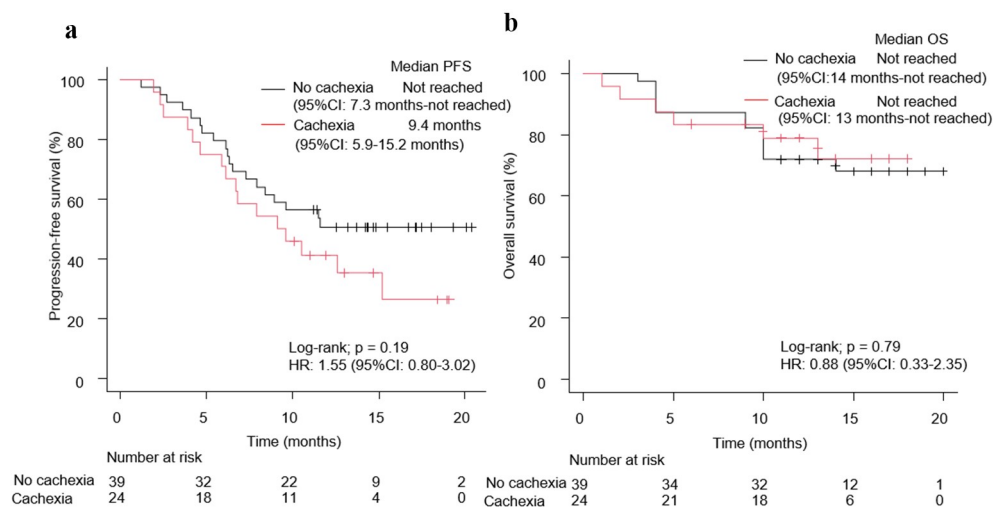 a
Median PFS
No cachexia Not reached
(95%CI: 7.3 months-not reached)
Cachexia 9.4 months
(95%CI: 5.9-15.2 months)
Progression-free survival (%)
100
80
60
40
20
0
Log-rank; p = 0.19
HR: 1.55 (95%CI: 0.80-3.02)
0 5 10 15 20
Time (months)
Number at risk
No cachexia 39 32 22 9 2
Cachexia 24 18 11 4 0
b
Median OS
No cachexia Not reached
(95%CI:14 months-not reached)
Cachexia Not reached
(95%CI: 13 months-not reached)
Overall survival (%)
100
80
60
40
20
0
Log-rank; p = 0.79
HR: 0.88 (95%CI: 0.33-2.35)
0 5 10 15 20
Time (months)
Number at risk
No cachexia 39 34 32 12 1
Cachexia 24 21 18 6 0